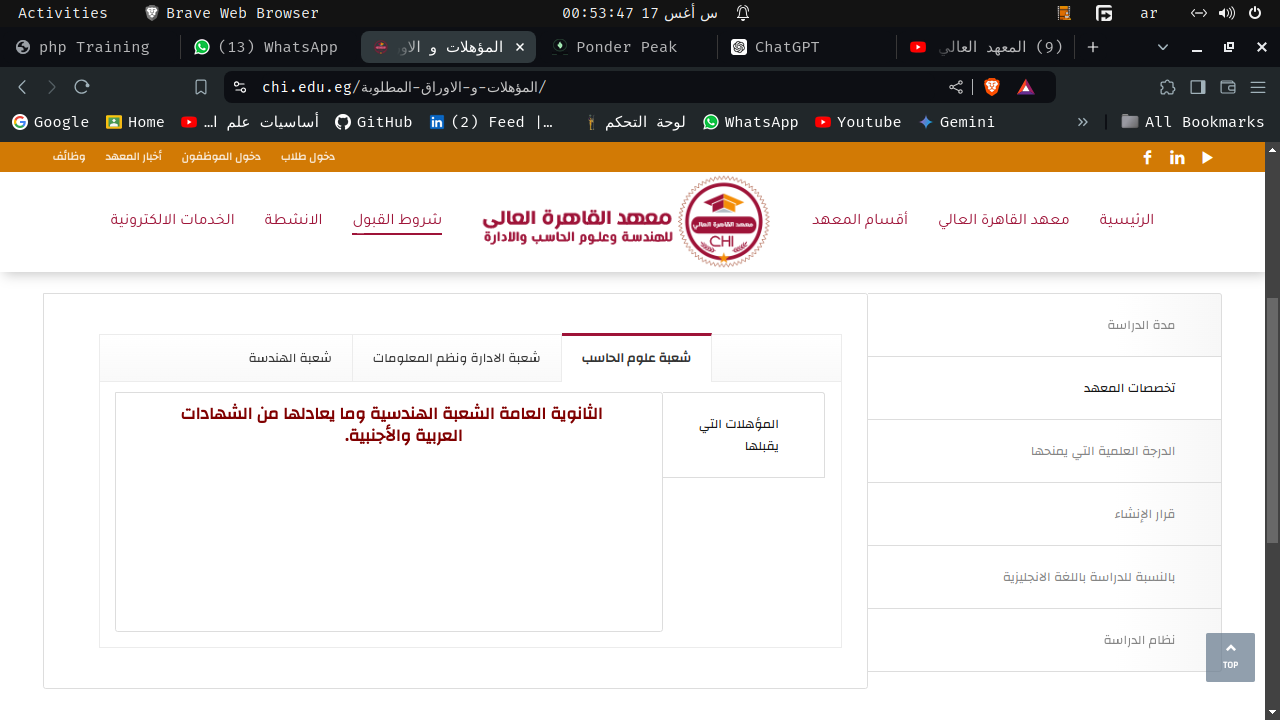 Activities
Brave Web Browser
س أغس 17 00:53:47
ar
php Training
(13) WhatsApp
المؤهلات و الاور
Ponder Peak
ChatGPT
(9) المعهد العالي
chi.edu.eg/المؤهلات-و-الاوراق-المطلوبة/
Google
Home
أساسيات علم ا...
GitHub
(2) Feed |...
لوحة التحكم
WhatsApp
Youtube
Gemini
All Bookmarks
دخول طلاب
دخول الموظفون
أخبار المعهد
وظائف
الرئيسية
معهد القاهرة العالي
أقسام المعهد
معهد القاهرة العالى
للهندسة وعلوم الحاسب والادارة
معهد القاهرة العالي
CHI
شروط القبول
الانشطة
الخدمات الالكترونية
مدة الدراسة
تخصصات المعهد
الدرجة العلمية التي يمنحها
قرار الإنشاء
بالنسبة للدراسة باللغة الانجليزية
نظام الدراسة
شعبة علوم الحاسب
شعبة الادارة ونظم المعلومات
شعبة الهندسة
المؤهلات التي
يقبلها
الثانوية العامة الشعبة الهندسية وما يعادلها من الشهادات
العربية والأجنبية.
TOP